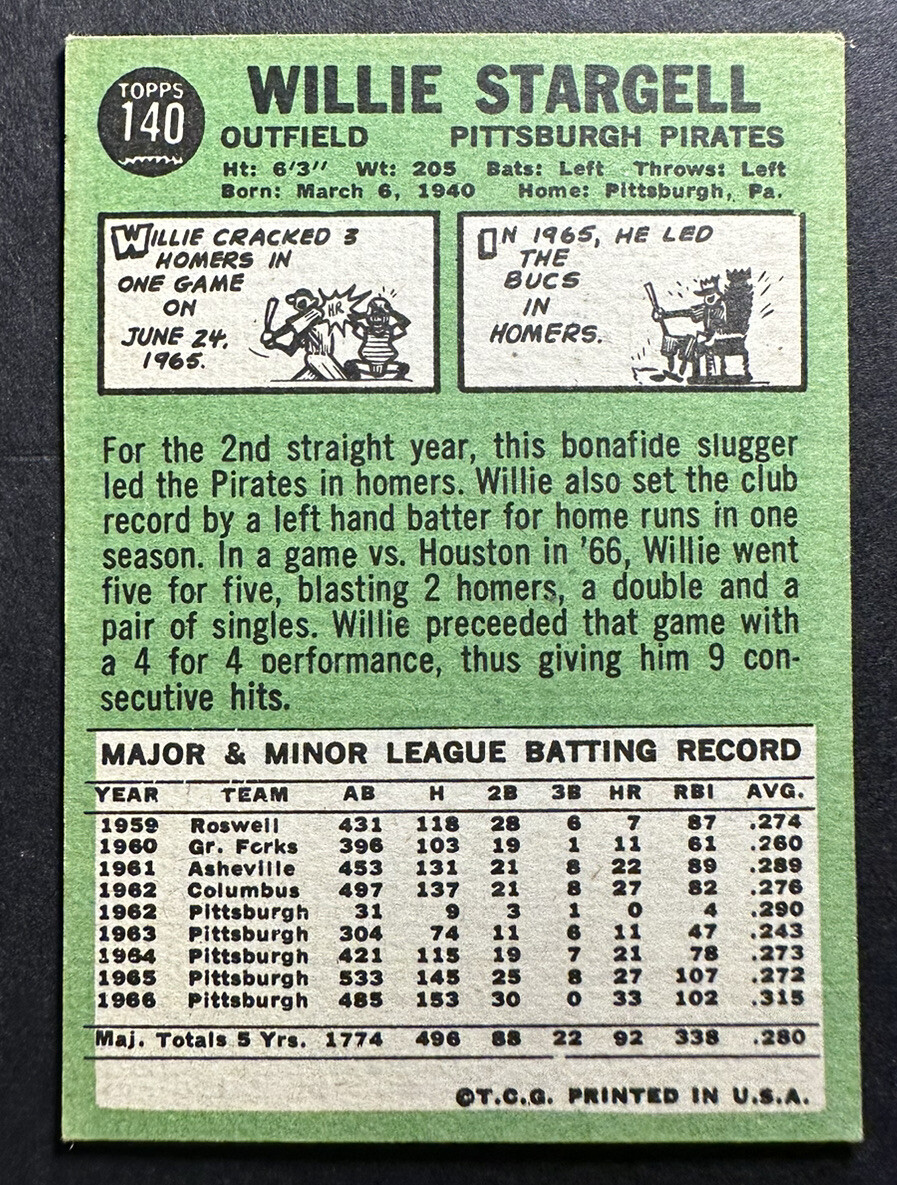 TOPPS
140
WILLIE STARGELL
OUTFIELD PITTSBURGH PIRATES
Ht: 6'3" Wt: 205 Bats: Left Throws: Left
Born: March 6, 1940 Home: Pittsburgh, Pa.
WILLIE CRACKED 3
HOMERS IN
ONE GAME
ON
JUNE 24,
1965.
HR
IN 1965, HE LED
THE
BUCS
IN
HOMERS.
For the 2nd straight year, this bonafide slugger
led the Pirates in homers. Willie also set the club
record by a left hand batter for home runs in one
season. In a game vs. Houston in '66, Willie went
five for five, blasting 2 homers, a double and a
pair of singles. Willie preceeded that game with
a 4 for 4 performance, thus giving him 9 con-
secutive hits.
MAJOR & MINOR LEAGUE BATTING RECORD
YEAR TEAM AB H 2B 3B HR RBI AVG.
1959 Roswell 431 118 28 6 7 87 .274
1960 Gr. Forks 396 103 19 1 11 61 .260
1961 Asheville 453 131 21 8 22 89 .289
1962 Columbus 497 137 21 8 27 82 .276
1962 Pittsburgh 31 9 3 1 0 4 .290
1963 Pittsburgh 304 74 11 6 11 47 .243
1964 Pittsburgh 421 115 19 7 21 78 .273
1965 Pittsburgh 533 145 25 8 27 107 .272
1966 Pittsburgh 485 153 30 0 33 102 .315
Maj. Totals 5 Yrs. 1774 496 88 22 92 338 .280
©T.C.G. PRINTED IN U.S.A.